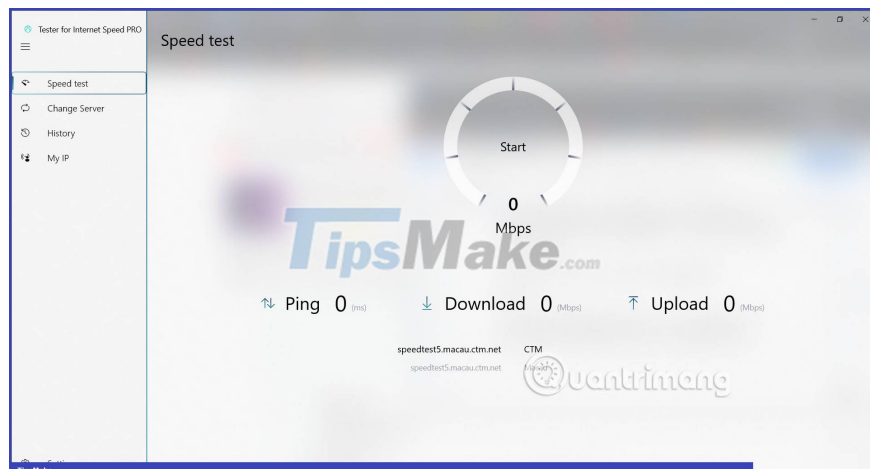 Tester for Internet Speed PRO
Speed test
Speed test
Change Server
History
My IP
Start
0
Mbps
TipsMake.com
Ping 0 (ms) Download 0 (Mbps) Upload 0 (Mbps)
speedtest5.macau.ctm.net CTM
speedtest5.macau.ctm.net
Quantrimang